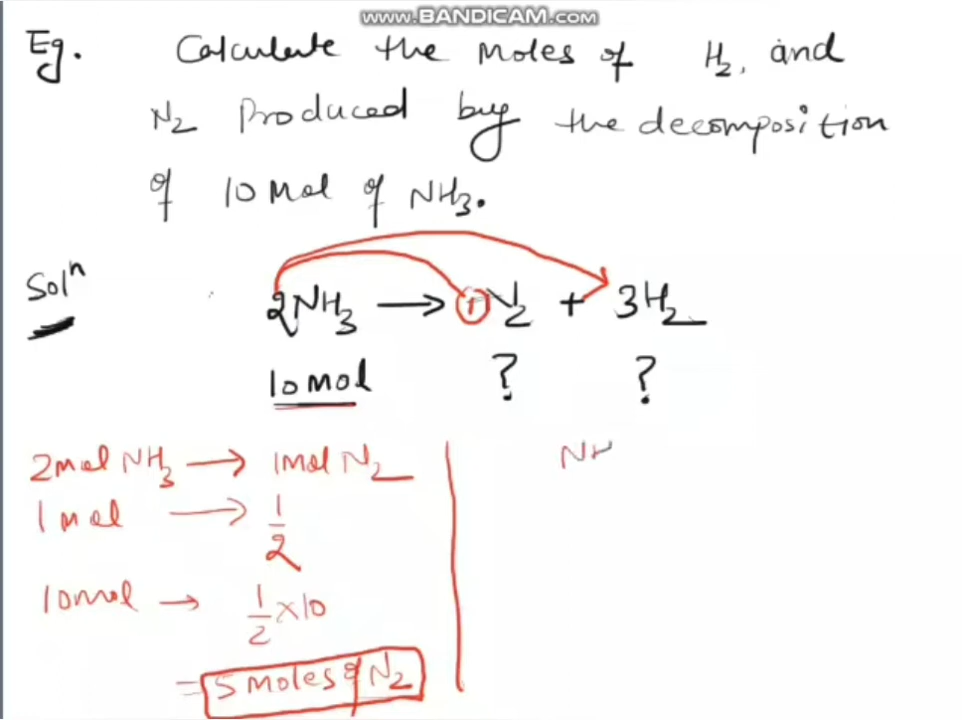 www.BANDICAM.com
Eg. Calculate the moles of H2, and
N2 Produced buy the decomposition
of 10 mol of NH3.
Solⁿ
2NH3 → 1N2 + 3H2
10 mol ? ?
2 mol NH3 → 1 mol N2
1 mol → 1/2
10 mol → 1/2 × 10
= 5 moles of N2
NH